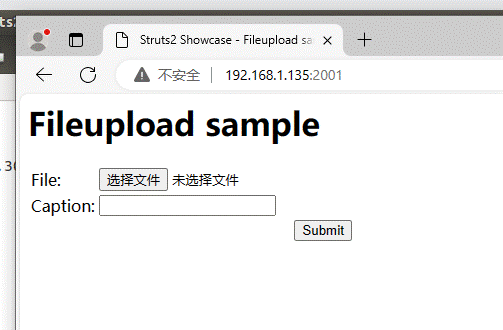 Struts2 Showcase - Fileupload sa
不安全 | 192.168.1.135:2001
Fileupload sample
File: 选择文件 未选择文件
Caption:
Submit